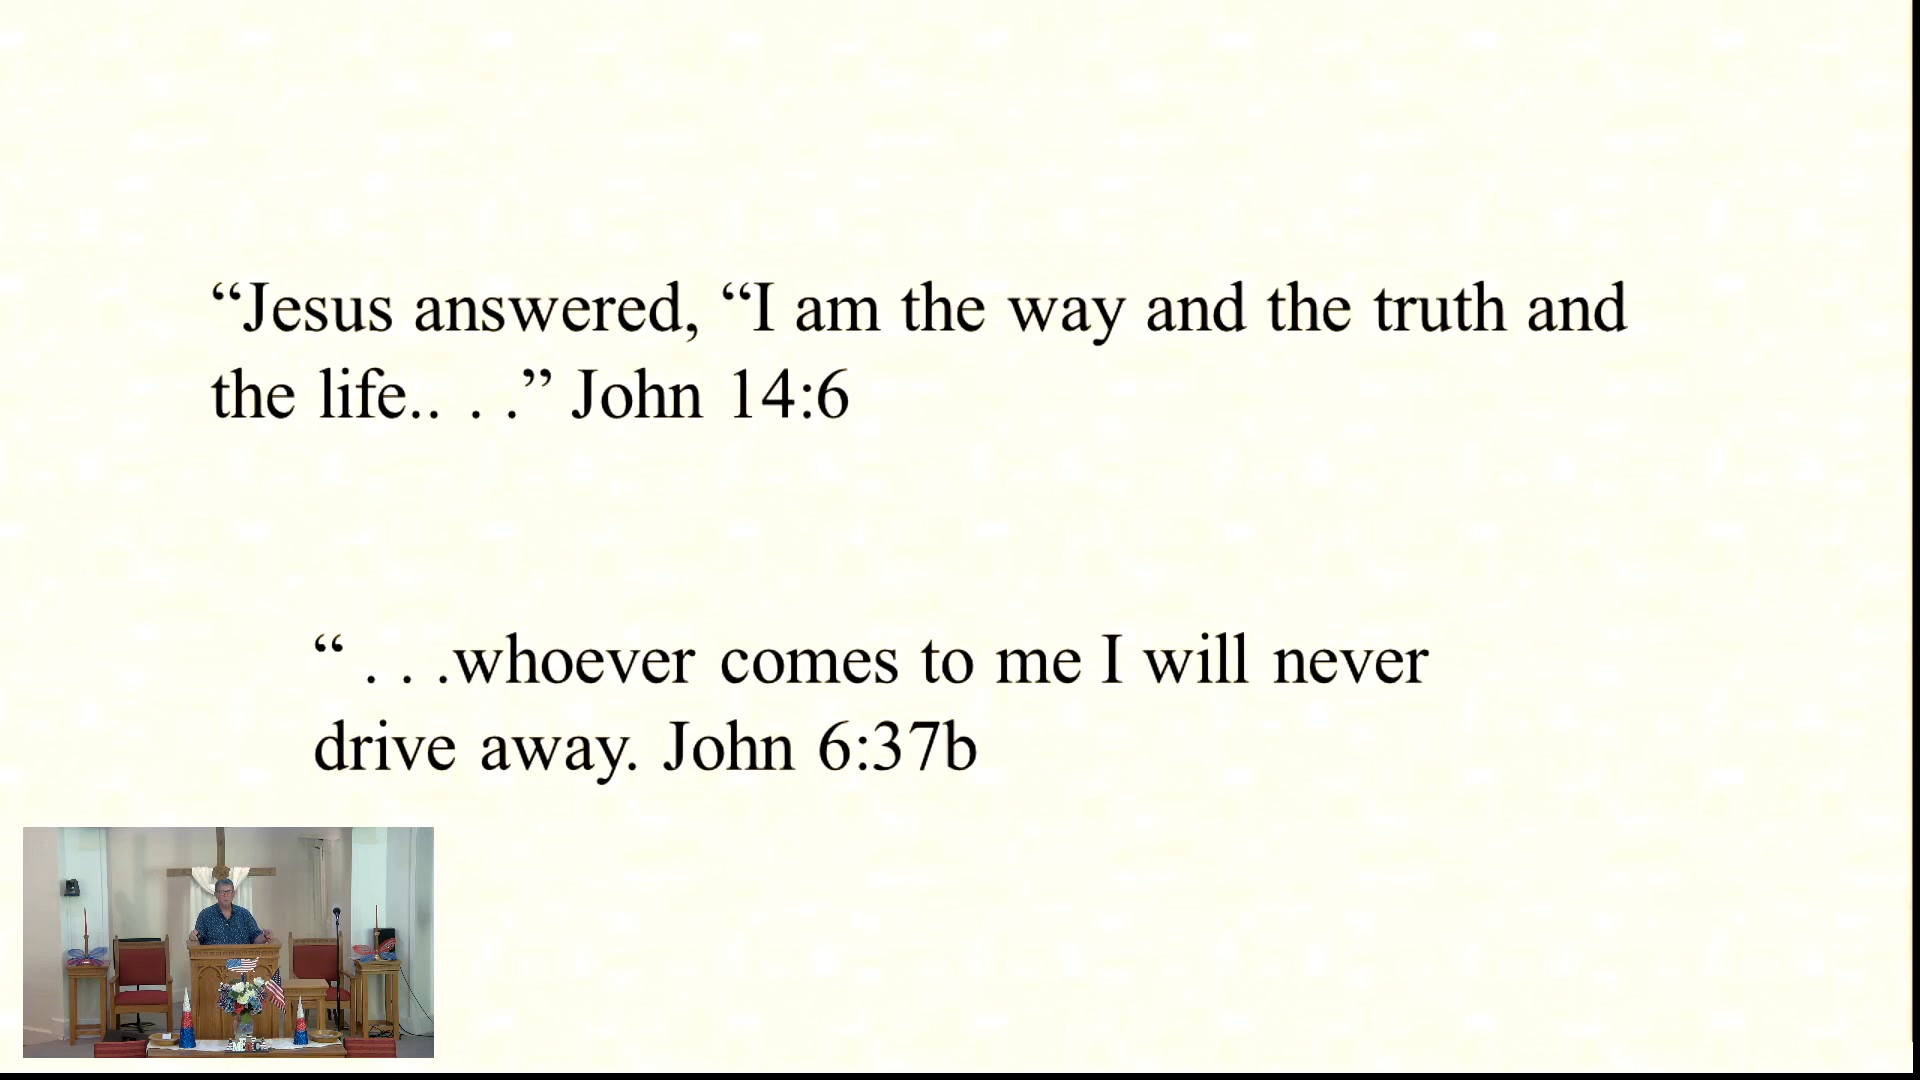 “Jesus answered, “I am the way and the truth and
the life.. . .” John 14:6
“ . . .whoever comes to me I will never
drive away. John 6:37b